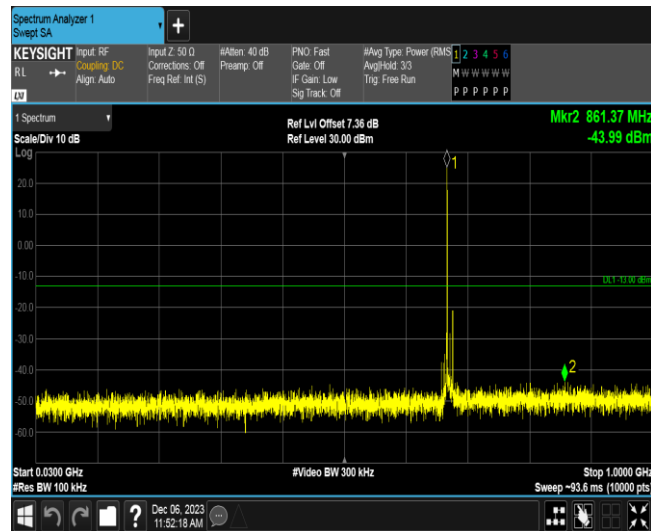 Spectrum Analyzer 1
Swept SA
KEYSIGHT
RL
LXI
Input: RF
Coupling: DC
Align: Auto
Input Z: 50 Ω
Corrections: Off
Freq Ref: Int (S)
#Atten: 40 dB
Preamp: Off
PNO: Fast
Gate: Off
IF Gain: Low
Sig Track: Off
#Avg Type: Power (RMS
Avg|Hold: 3/3
Trig: Free Run
1 2 3 4 5 6
M W W W W W
P P P P P P
1 Spectrum
Scale/Div 10 dB
Log
Ref Lvl Offset 7.36 dB
Ref Level 30.00 dBm
Mkr2 861.37 MHz
-43.99 dBm
1
20.0
10.0
0.00
-10.0
DL1 -13.00 dBm
-20.0
-30.0
-40.0
2
-50.0
-60.0
Start 0.0300 GHz
#Res BW 100 kHz
#Video BW 300 kHz
Stop 1.0000 GHz
Sweep ~93.6 ms (10000 pts)
?
Dec 06, 2023
11:52:18 AM